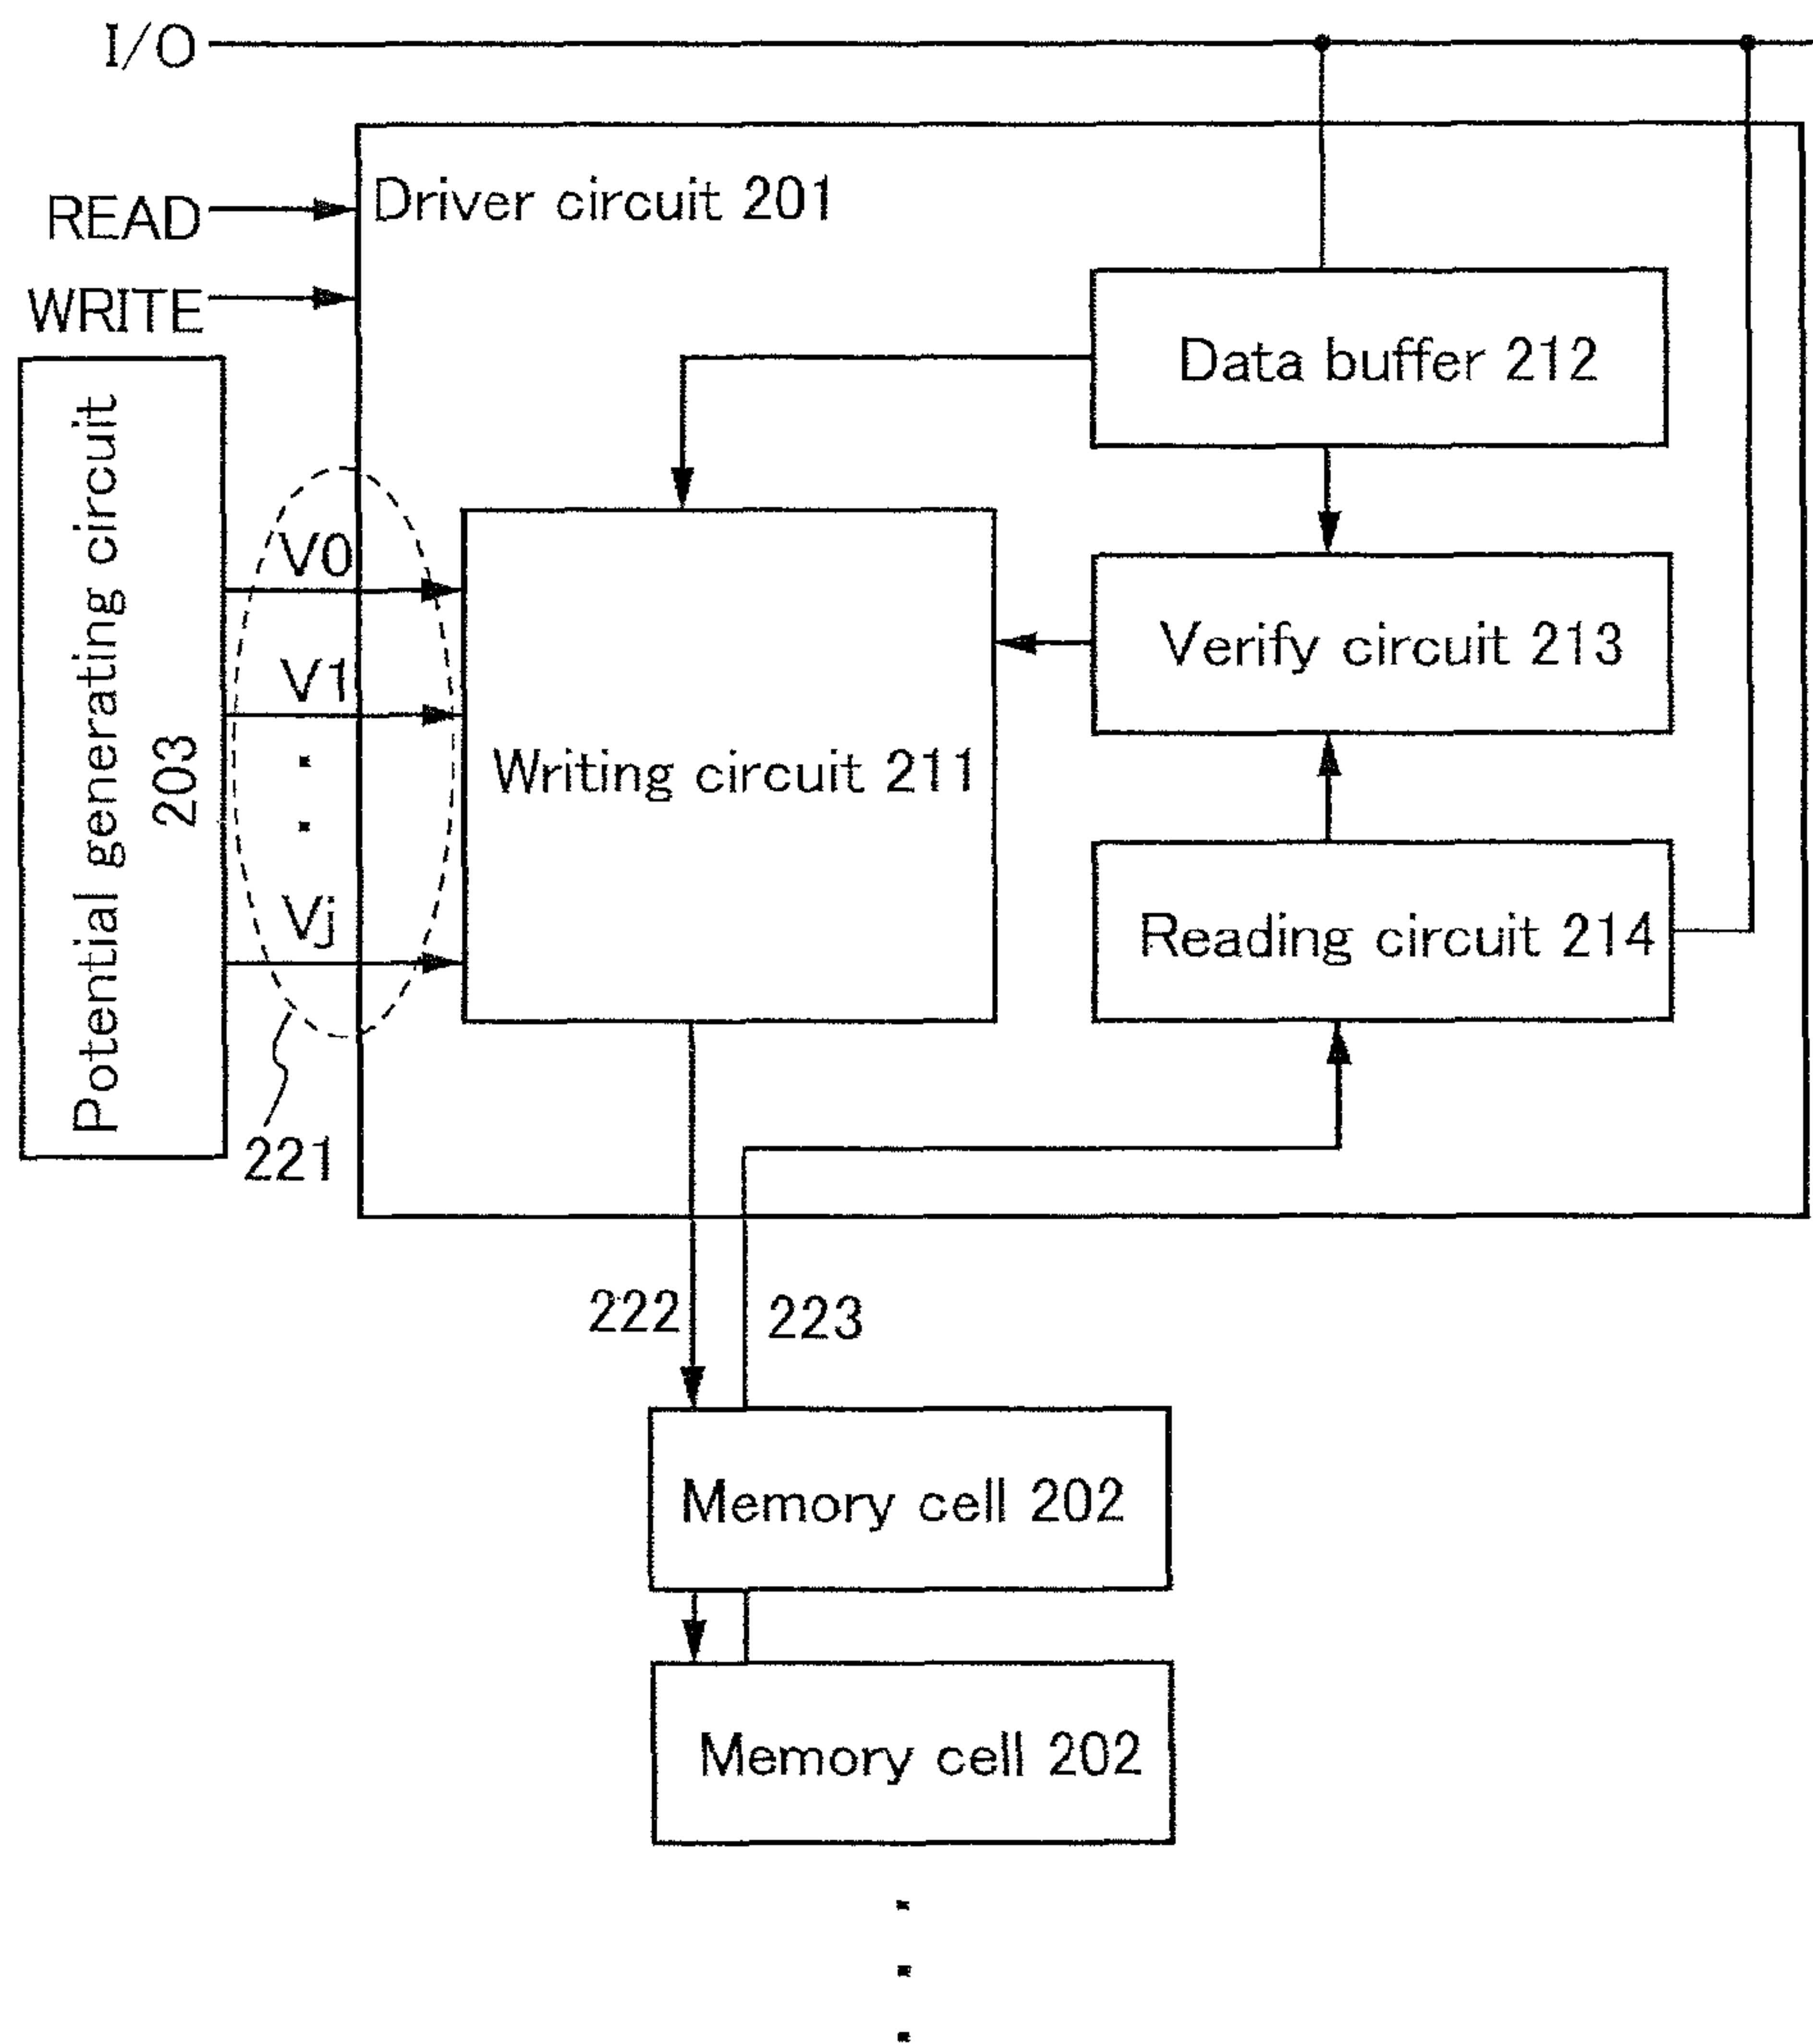 I/O
READ
WRITE
Driver circuit 201
Data buffer 212
Potential generating circuit
203
V0
V1
Vj
Writing circuit 211
Verify circuit 213
Reading circuit 214
221
222
223
Memory cell 202
Memory cell 202